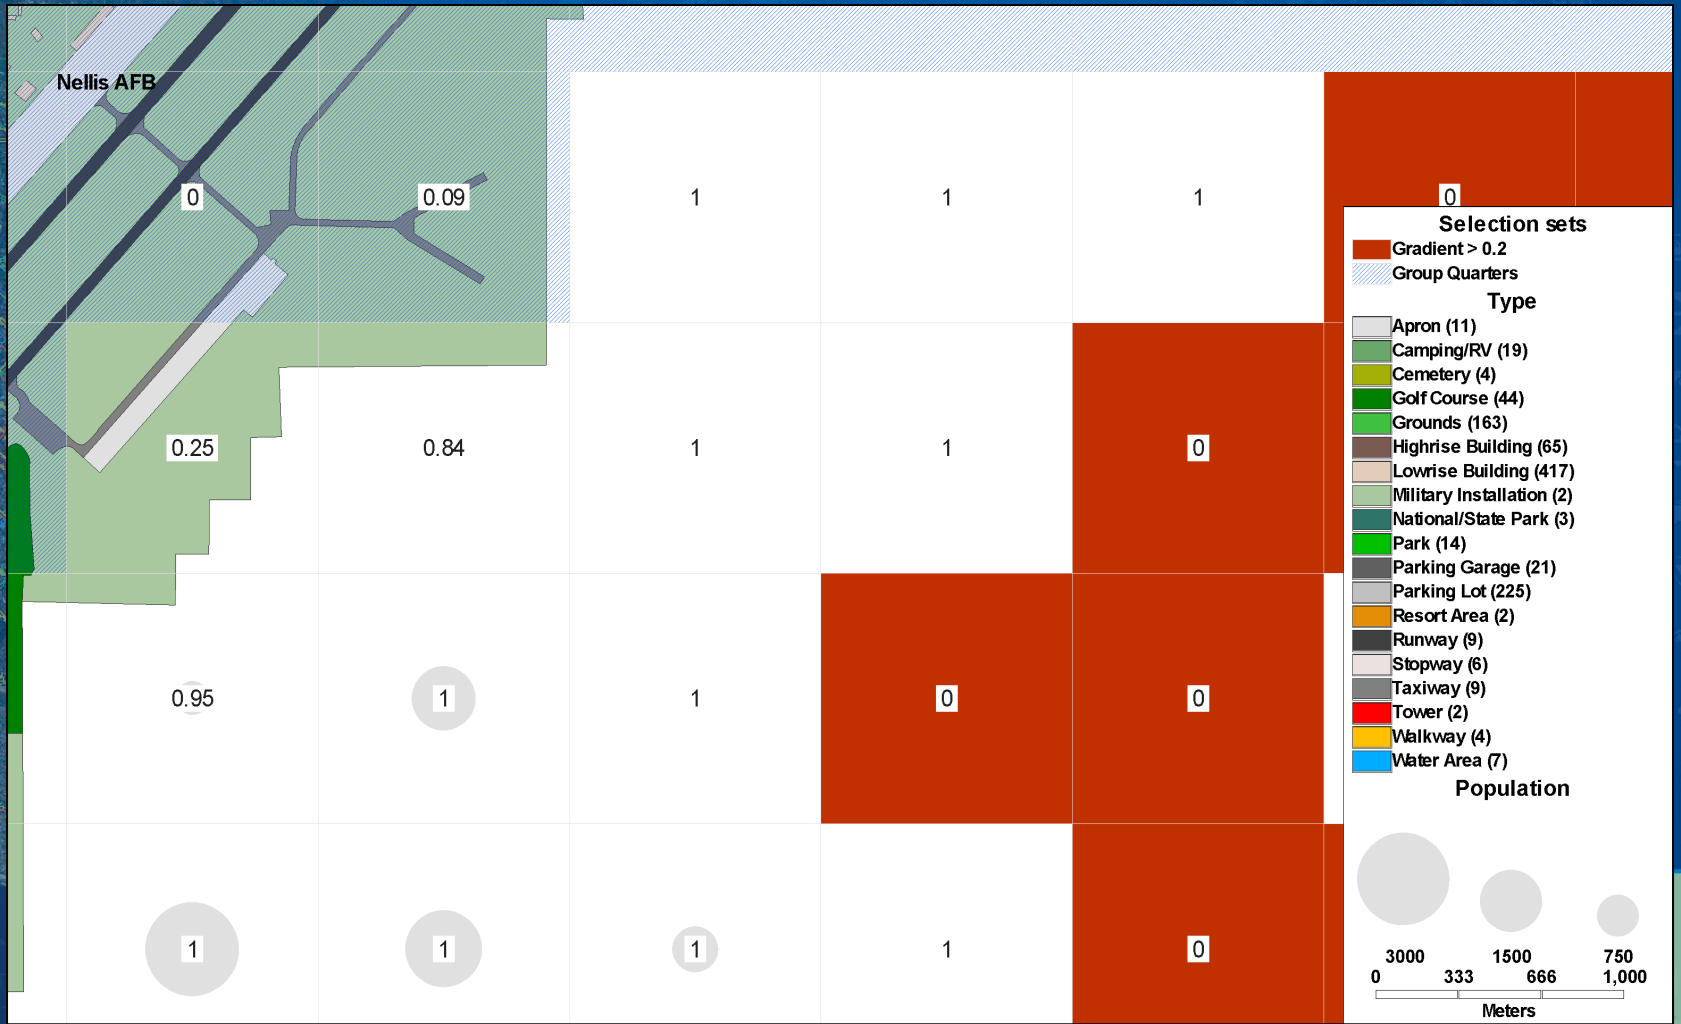 Nellis AFB
0 0.09 1 1 1 0
0.25 0.84 1 1 0
0.95 1 1 0 0
1 1 1 1 0
Selection sets
Gradient > 0.2
Group Quarters
Type
Apron (11)
Camping/RV (19)
Cemetery (4)
Golf Course (44)
Grounds (163)
Highrise Building (65)
Lowrise Building (417)
Military Installation (2)
National/State Park (3)
Park (14)
Parking Garage (21)
Parking Lot (225)
Resort Area (2)
Runway (9)
Stopway (6)
Taxiway (9)
Tower (2)
Walkway (4)
Water Area (7)
Population
3000 1500 750
0 333 666 1,000
Meters